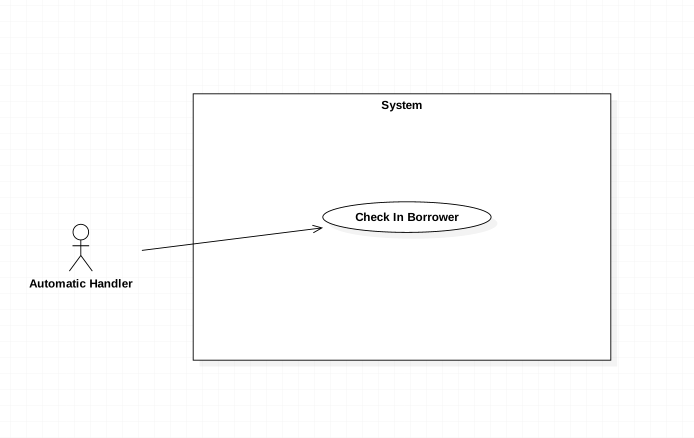 System
Check In Borrower
Automatic Handler